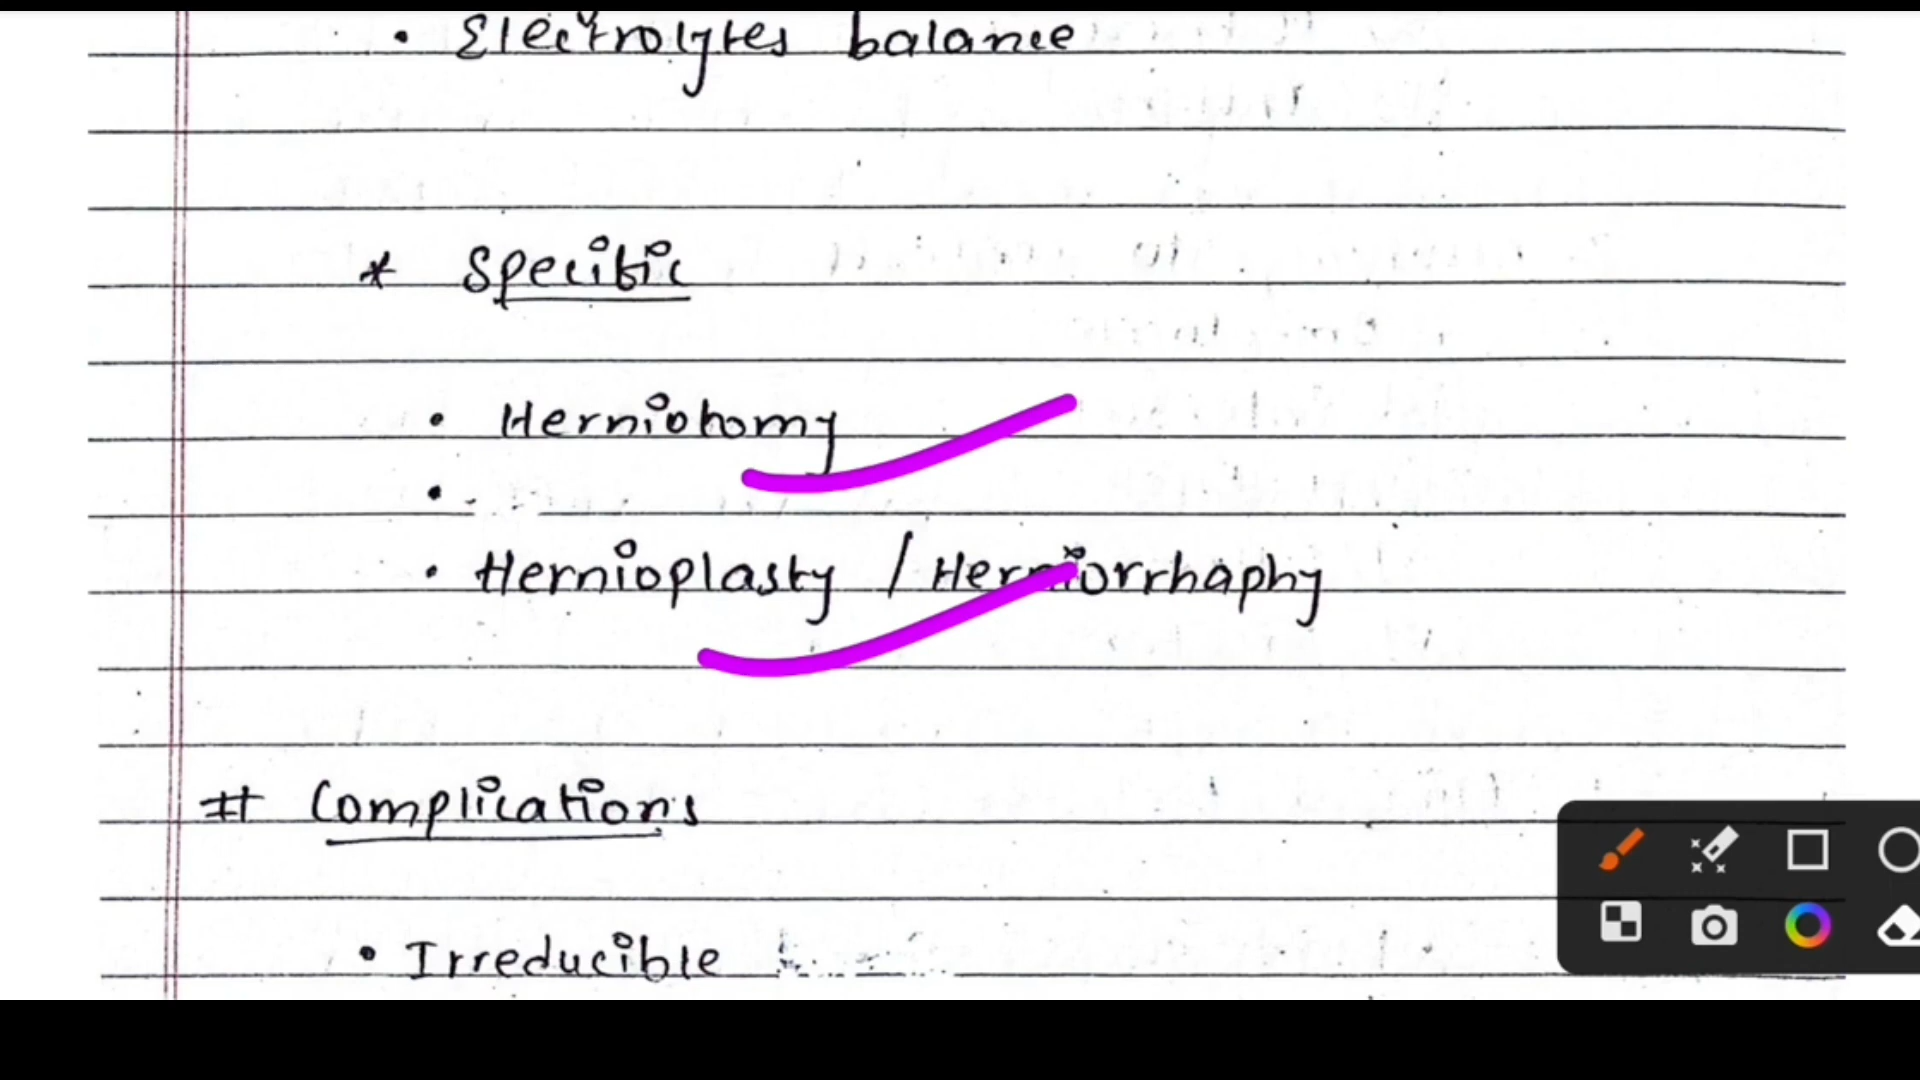 • Electrolytes balance
* Specific
• Herniotomy
•
• Hernioplasty / Herniorrhaphy
# Complications
• Irreducible